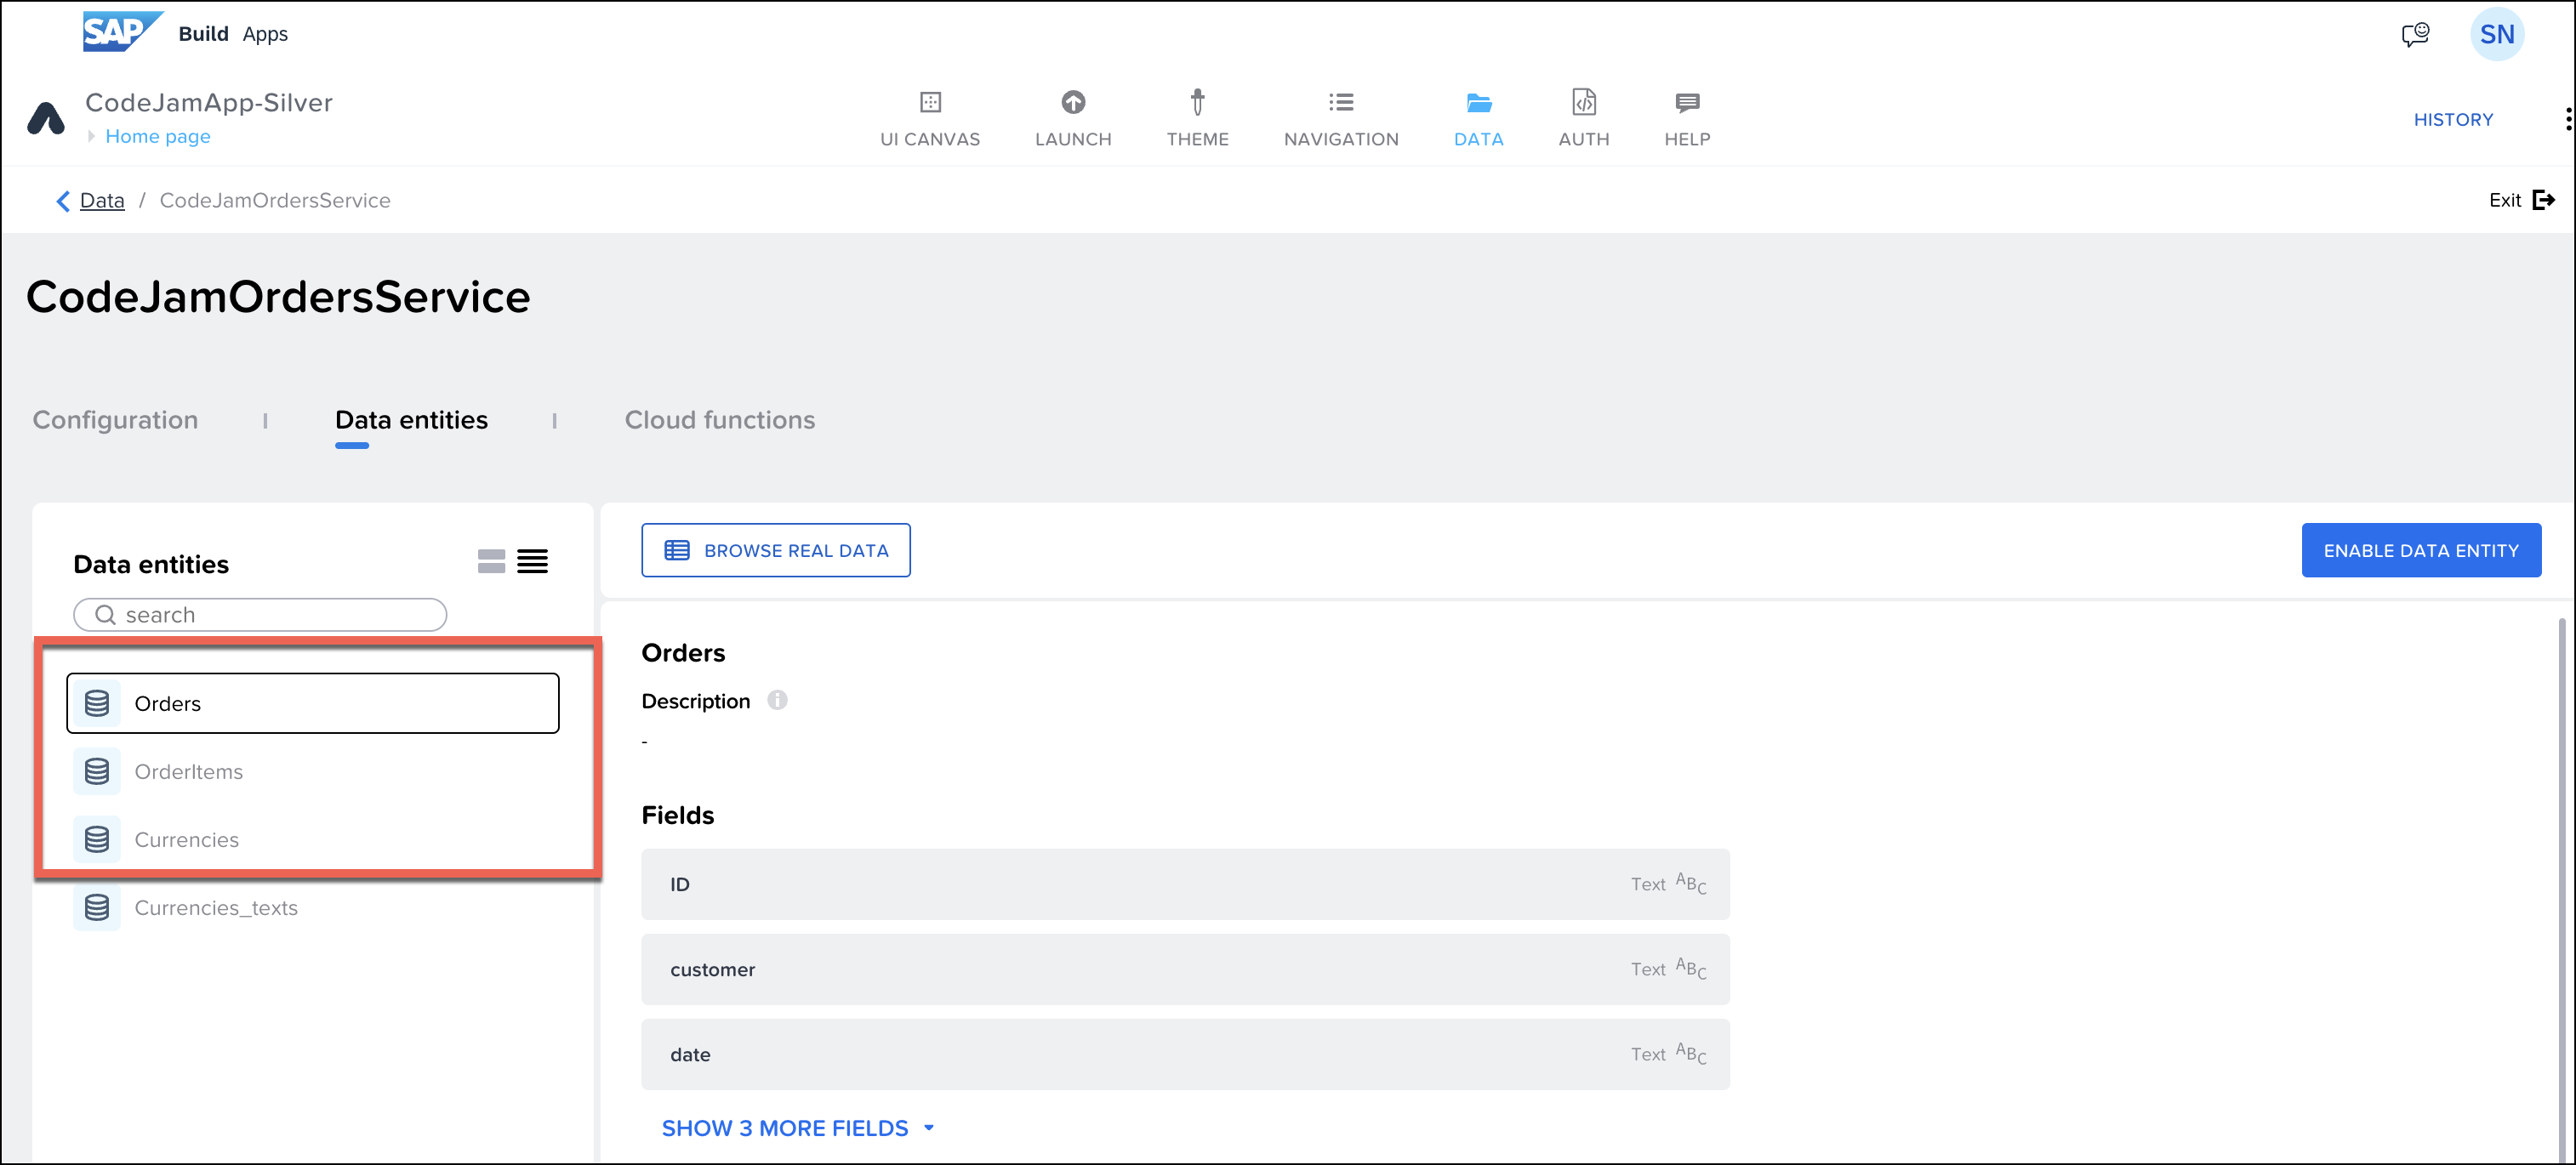 SAP Build Apps
SN
CodeJamApp-Silver
Home page
UI CANVAS
LAUNCH
THEME
NAVIGATION
DATA
AUTH
HELP
HISTORY
Data / CodeJamOrdersService
Exit
CodeJamOrdersService
Configuration
Data entities
Cloud functions
Data entities
search
Orders
OrderItems
Currencies
Currencies_texts
BROWSE REAL DATA
ENABLE DATA ENTITY
Orders
Description
-
Fields
ID Text ABC
customer Text ABC
date Text ABC
SHOW 3 MORE FIELDS